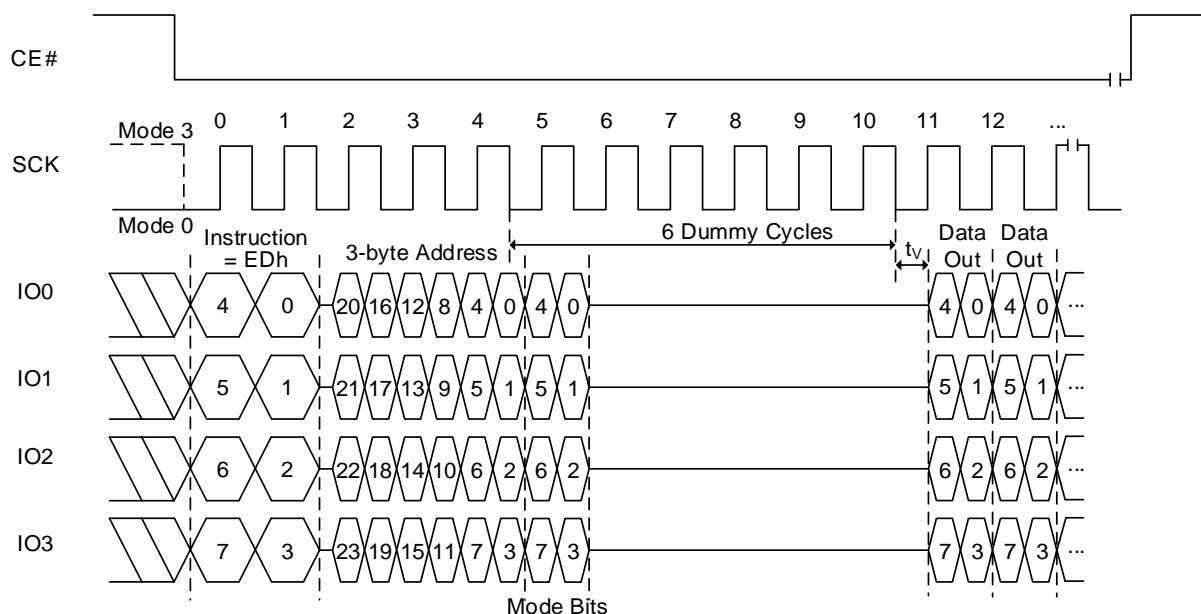 CE#
Mode 3
0 1 2 3 4 5 6 7 8 9 10 11 12 ...
SCK
Mode 0
Instruction
= EDh
3-byte Address
6 Dummy Cycles
tV
Data
Out
Data
Out
IO0
4 0 20 16 12 8 4 0 4 0 4 0 4 0 ...
IO1
5 1 21 17 13 9 5 1 5 1 5 1 5 1 ...
IO2
6 2 22 18 14 10 6 2 6 2 6 2 6 2 ...
IO3
7 3 23 19 15 11 7 3 7 3 7 3 7 3 ...
Mode Bits